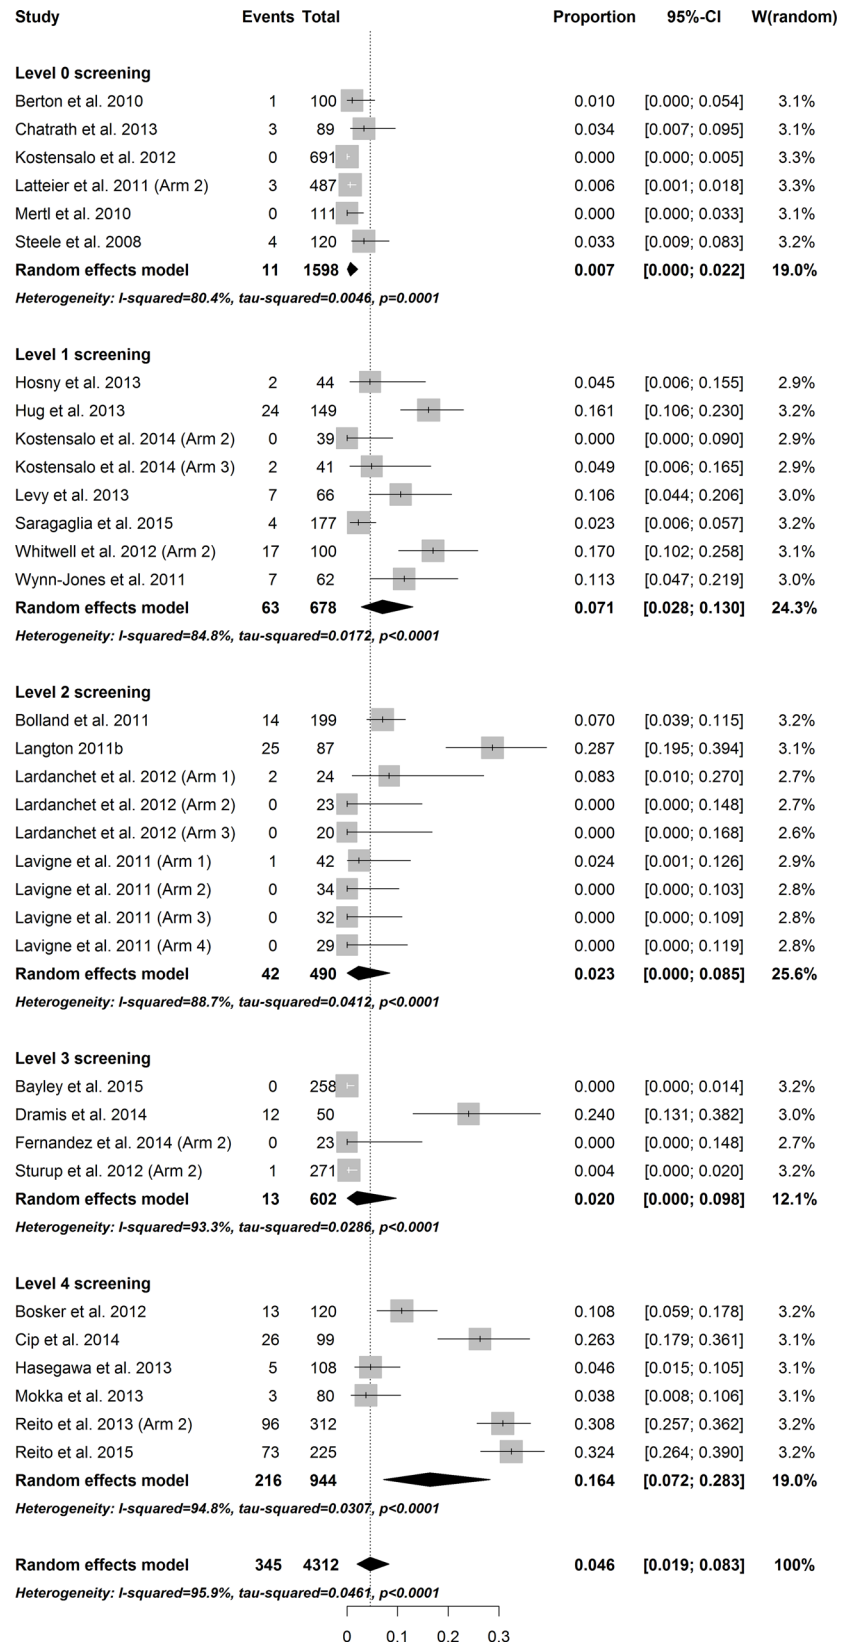 Study Events Total Proportion 95%-CI W(random)
Level 0 screening
Berton et al. 2010 1 100 0.010 [0.000; 0.054] 3.1%
Chatrath et al. 2013 3 89 0.034 [0.007; 0.095] 3.1%
Kostensalo et al. 2012 0 691 0.000 [0.000; 0.005] 3.3%
Latteier et al. 2011 (Arm 2) 3 487 0.006 [0.001; 0.018] 3.3%
Mertl et al. 2010 0 111 0.000 [0.000; 0.033] 3.1%
Steele et al. 2008 4 120 0.033 [0.009; 0.083] 3.2%
Random effects model 11 1598 0.007 [0.000; 0.022] 19.0%
Heterogeneity: I-squared=80.4%, tau-squared=0.0046, p=0.0001
Level 1 screening
Hosny et al. 2013 2 44 0.045 [0.006; 0.155] 2.9%
Hug et al. 2013 24 149 0.161 [0.106; 0.230] 3.2%
Kostensalo et al. 2014 (Arm 2) 0 39 0.000 [0.000; 0.090] 2.9%
Kostensalo et al. 2014 (Arm 3) 2 41 0.049 [0.006; 0.165] 2.9%
Levy et al. 2013 7 66 0.106 [0.044; 0.206] 3.0%
Saragaglia et al. 2015 4 177 0.023 [0.006; 0.057] 3.2%
Whitwell et al. 2012 (Arm 2) 17 100 0.170 [0.102; 0.258] 3.1%
Wynn-Jones et al. 2011 7 62 0.113 [0.047; 0.219] 3.0%
Random effects model 63 678 0.071 [0.028; 0.130] 24.3%
Heterogeneity: I-squared=84.8%, tau-squared=0.0172, p<0.0001
Level 2 screening
Bolland et al. 2011 14 199 0.070 [0.039; 0.115] 3.2%
Langton 2011b 25 87 0.287 [0.195; 0.394] 3.1%
Lardanchet et al. 2012 (Arm 1) 2 24 0.083 [0.010; 0.270] 2.7%
Lardanchet et al. 2012 (Arm 2) 0 23 0.000 [0.000; 0.148] 2.7%
Lardanchet et al. 2012 (Arm 3) 0 20 0.000 [0.000; 0.168] 2.6%
Lavigne et al. 2011 (Arm 1) 1 42 0.024 [0.001; 0.126] 2.9%
Lavigne et al. 2011 (Arm 2) 0 34 0.000 [0.000; 0.103] 2.8%
Lavigne et al. 2011 (Arm 3) 0 32 0.000 [0.000; 0.109] 2.8%
Lavigne et al. 2011 (Arm 4) 0 29 0.000 [0.000; 0.119] 2.8%
Random effects model 42 490 0.023 [0.000; 0.085] 25.6%
Heterogeneity: I-squared=88.7%, tau-squared=0.0412, p<0.0001
Level 3 screening
Bayley et al. 2015 0 258 0.000 [0.000; 0.014] 3.2%
Dramis et al. 2014 12 50 0.240 [0.131; 0.382] 3.0%
Fernandez et al. 2014 (Arm 2) 0 23 0.000 [0.000; 0.148] 2.7%
Sturup et al. 2012 (Arm 2) 1 271 0.004 [0.000; 0.020] 3.2%
Random effects model 13 602 0.020 [0.000; 0.098] 12.1%
Heterogeneity: I-squared=93.3%, tau-squared=0.0286, p<0.0001
Level 4 screening
Bosker et al. 2012 13 120 0.108 [0.059; 0.178] 3.2%
Cip et al. 2014 26 99 0.263 [0.179; 0.361] 3.1%
Hasegawa et al. 2013 5 108 0.046 [0.015; 0.105] 3.1%
Mokka et al. 2013 3 80 0.038 [0.008; 0.106] 3.1%
Reito et al. 2013 (Arm 2) 96 312 0.308 [0.257; 0.362] 3.2%
Reito et al. 2015 73 225 0.324 [0.264; 0.390] 3.2%
Random effects model 216 944 0.164 [0.072; 0.283] 19.0%
Heterogeneity: I-squared=94.8%, tau-squared=0.0307, p<0.0001
Random effects model 345 4312 0.046 [0.019; 0.083] 100%
Heterogeneity: I-squared=95.9%, tau-squared=0.0461, p<0.0001
0 0.1 0.2 0.3